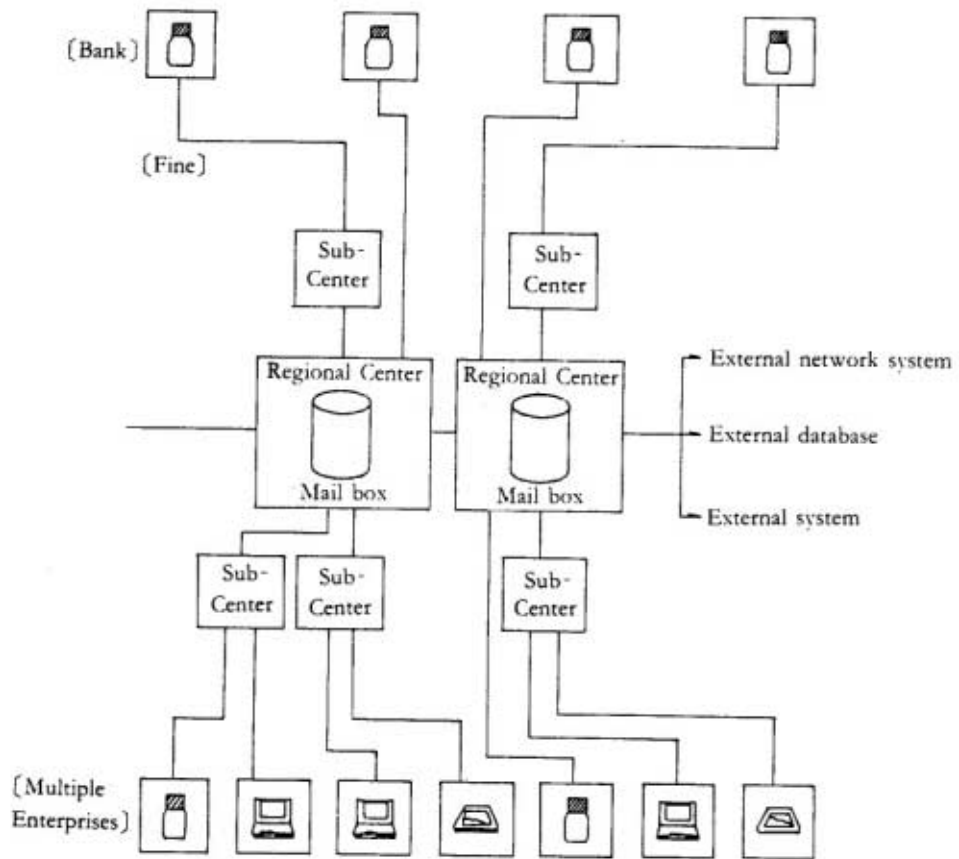 〔Bank〕
〔Fine〕
Sub-
Center
Sub-
Center
Regional Center
Mail box
Regional Center
Mail box
External network system
External database
External system
Sub-
Center
Sub-
Center
Sub-
Center
〔Multiple
Enterprises〕